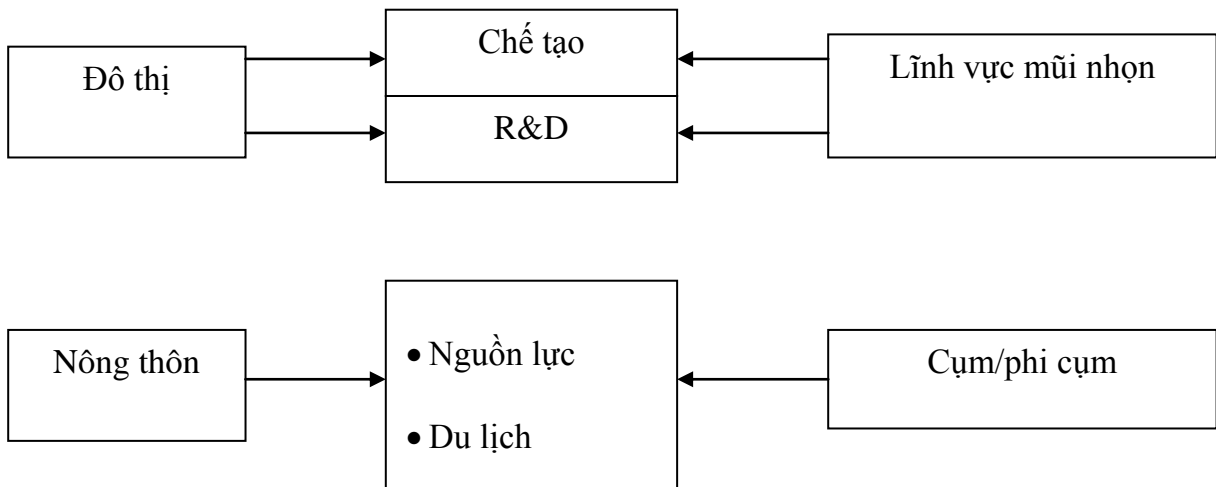 Đô thị
Chế tạo
R&D
Lĩnh vực mũi nhọn
Nông thôn
• Nguồn lực
• Du lịch
Cụm/phi cụm